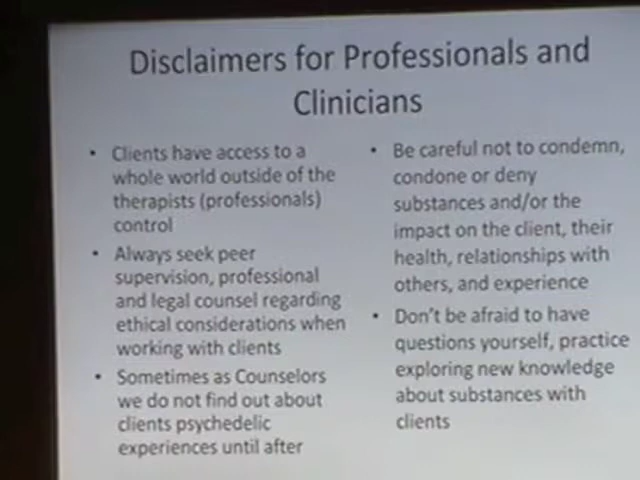 Disclaimers for Professionals and
Clinicians
• Clients have access to a
whole world outside of the
therapists (professionals)
control
• Always seek peer
supervision, professional
and legal counsel regarding
ethical considerations when
working with clients
• Sometimes as Counselors
we do not find out about
clients psychedelic
experiences until after
• Be careful not to condemn,
condone or deny
substances and/or the
impact on the client, their
health, relationships with
others, and experience
• Don't be afraid to have
questions yourself, practice
exploring new knowledge
about substances with
clients